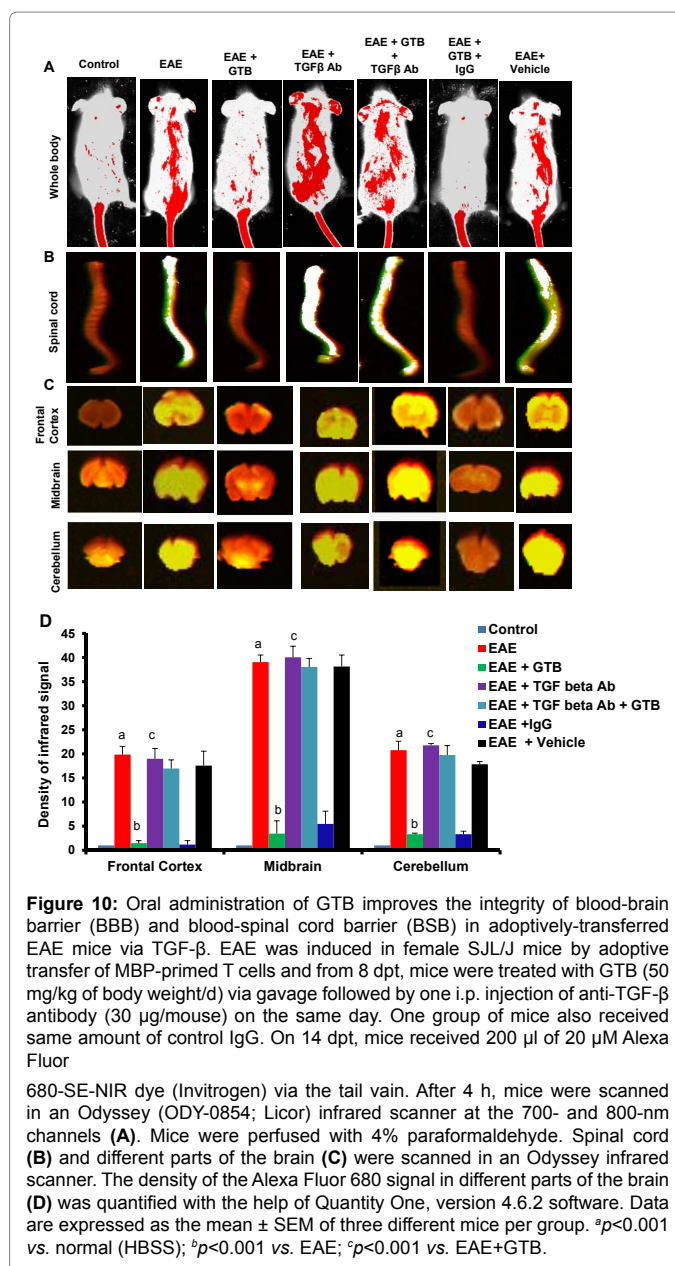 Control
EAE
EAE +
GTB
EAE +
TGFβ Ab
EAE + GTB
+
TGFβ Ab
EAE +
GTB +
IgG
EAE+
Vehicle
A
Whole body
B
Spinal cord
C
Frontal
Cortex
Midbrain
Cerebellum
D
45
40
35
30
25
20
15
10
5
0
Density of infrared signal
a
b
c
a
b
c
a
b
c
Frontal Cortex
Midbrain
Cerebellum
Control
EAE
EAE + GTB
EAE + TGF beta Ab
EAE + TGF beta Ab + GTB
EAE +IgG
EAE + Vehicle
Figure 10: Oral administration of GTB improves the integrity of blood-brain
barrier (BBB) and blood-spinal cord barrier (BSB) in adoptively-transferred
EAE mice via TGF-β. EAE was induced in female SJL/J mice by adoptive
transfer of MBP-primed T cells and from 8 dpt, mice were treated with GTB (50
mg/kg of body weight/d) via gavage followed by one i.p. injection of anti-TGF-β
antibody (30 µg/mouse) on the same day. One group of mice also received
same amount of control IgG. On 14 dpt, mice received 200 µl of 20 µM Alexa
Fluor
680-SE-NIR dye (Invitrogen) via the tail vain. After 4 h, mice were scanned
in an Odyssey (ODY-0854; Licor) infrared scanner at the 700- and 800-nm
channels (A). Mice were perfused with 4% paraformaldehyde. Spinal cord
(B) and different parts of the brain (C) were scanned in an Odyssey infrared
scanner. The density of the Alexa Fluor 680 signal in different parts of the brain
(D) was quantified with the help of Quantity One, version 4.6.2 software. Data
are expressed as the mean ± SEM of three different mice per group. ᵃp<0.001
vs. normal (HBSS); ᵇp<0.001 vs. EAE; ᶜp<0.001 vs. EAE+GTB.